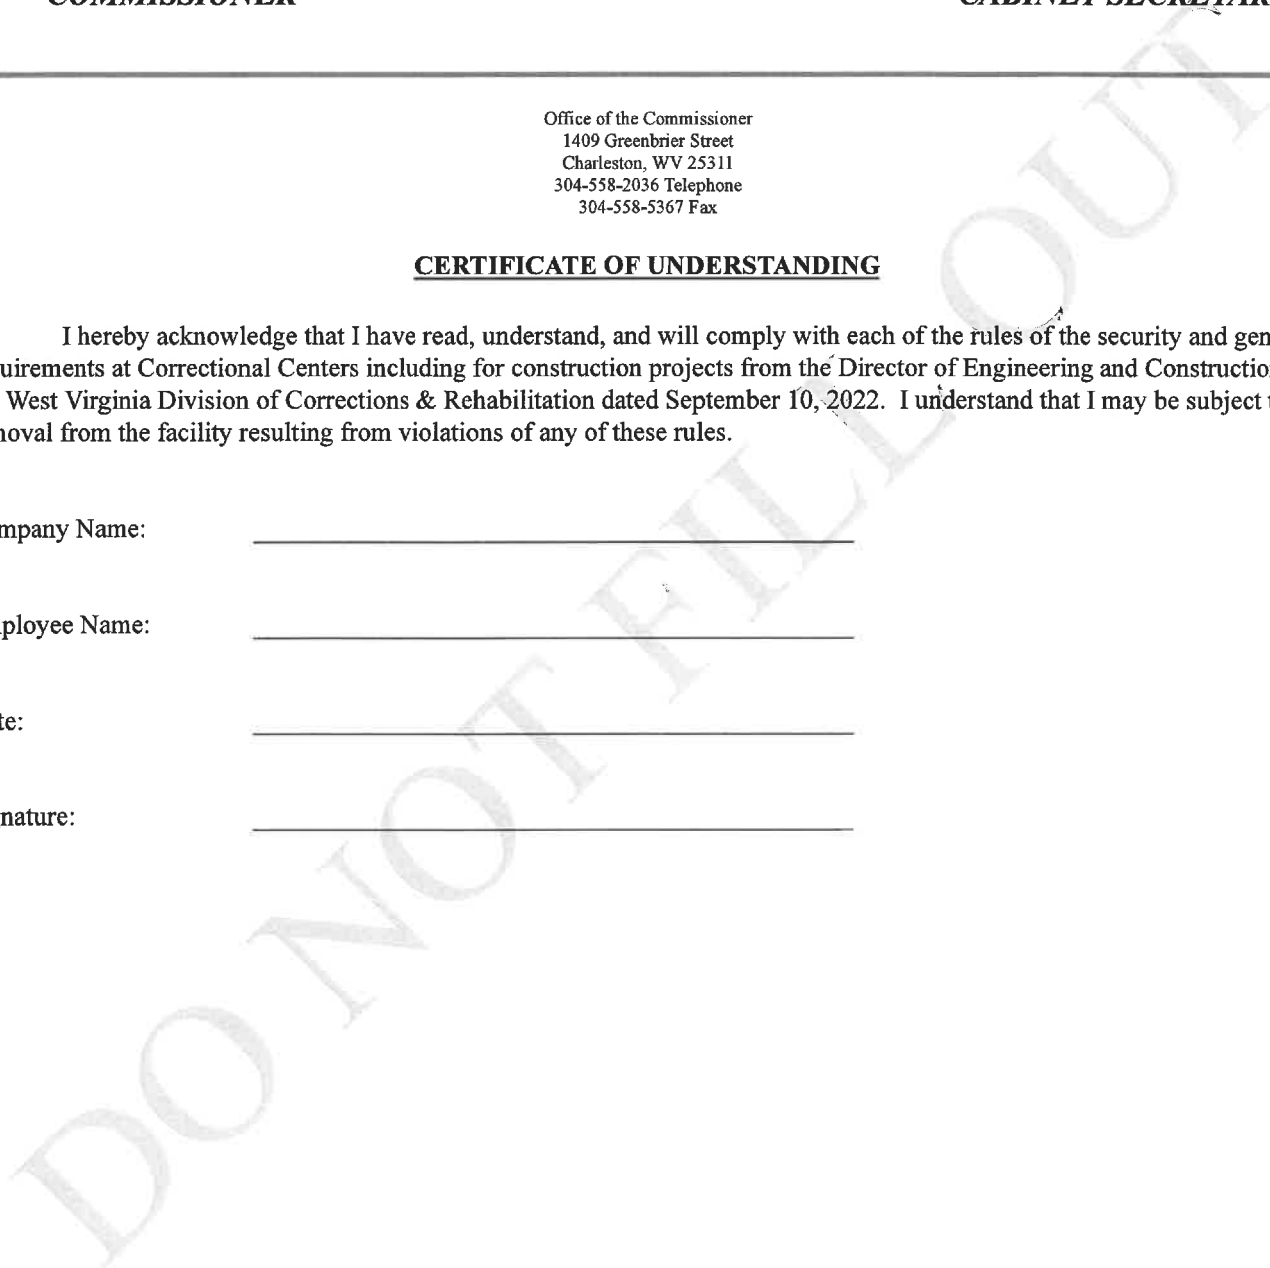 COMMISSIONER CABINET SECRETAR
Office of the Commissioner
1409 Greenbrier Street
Charleston, WV 25311
304-558-2036 Telephone
304-558-5367 Fax
CERTIFICATE OF UNDERSTANDING
I hereby acknowledge that I have read, understand, and will comply with each of the rules of the security and gen
uirements at Correctional Centers including for construction projects from the Director of Engineering and Constructio
West Virginia Division of Corrections & Rehabilitation dated September 10, 2022. I understand that I may be subject t
noval from the facility resulting from violations of any of these rules.
mpany Name:
ployee Name:
te:
nature:
DO NOT FILL OUT